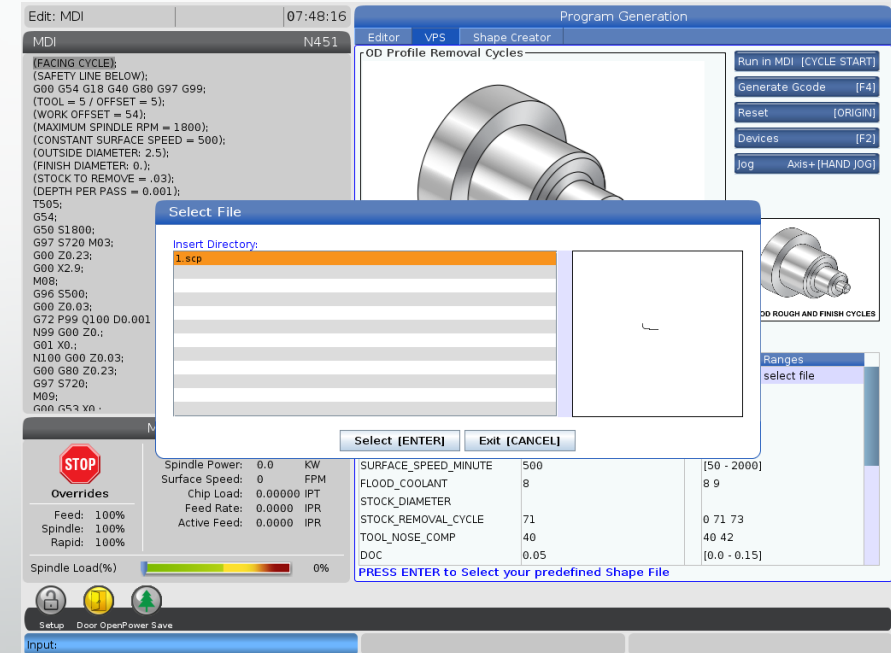 Edit: MDI
07:48:16
Program Generation
MDI
N451
Editor
VPS
Shape Creator
(FACING CYCLE);
(SAFETY LINE BELOW);
G00 G54 G18 G40 G80 G97 G99;
(TOOL = 5 / OFFSET = 5);
(WORK OFFSET = 54);
(MAXIMUM SPINDLE RPM = 1800);
(CONSTANT SURFACE SPEED = 500);
(OUTSIDE DIAMETER: 2.5);
(FINISH DIAMETER: 0.);
(STOCK TO REMOVE = .03);
(DEPTH PER PASS = 0.001);
T505;
G54;
G50 S1800;
G97 S720 M03;
G00 Z0.23;
G00 X2.9;
M08;
G96 S500;
G00 Z0.03;
G72 P99 Q100 D0.001
N99 G00 Z0.;
G01 X0.;
N100 G00 Z0.03;
G00 G80 Z0.23;
G97 S720;
M09;
G00 G53 X0.;
OD Profile Removal Cycles
Run in MDI [CYCLE START]
Generate Gcode [F4]
Reset [ORIGIN]
Devices [F2]
Jog Axis+[HAND JOG]
Select File
Insert Directory:
1.scp
Select [ENTER]
Exit [CANCEL]
OD ROUGH AND FINISH CYCLES
Ranges
select file
STOP
Overrides
Feed: 100%
Spindle: 100%
Rapid: 100%
Spindle Power: 0.0 KW
Surface Speed: 0 FPM
Chip Load: 0.00000 IPT
Feed Rate: 0.0000 IPR
Active Feed: 0.0000 IPR
Spindle Load(%)
0%
SURFACE_SPEED_MINUTE 500 [50 - 2000]
FLOOD_COOLANT 8 8 9
STOCK_DIAMETER
STOCK_REMOVAL_CYCLE 71 0 71 73
TOOL_NOSE_COMP 40 40 42
DOC 0.05 [0.0 - 0.15]
PRESS ENTER to Select your predefined Shape File
Setup
Door Open
Power Save
Input: